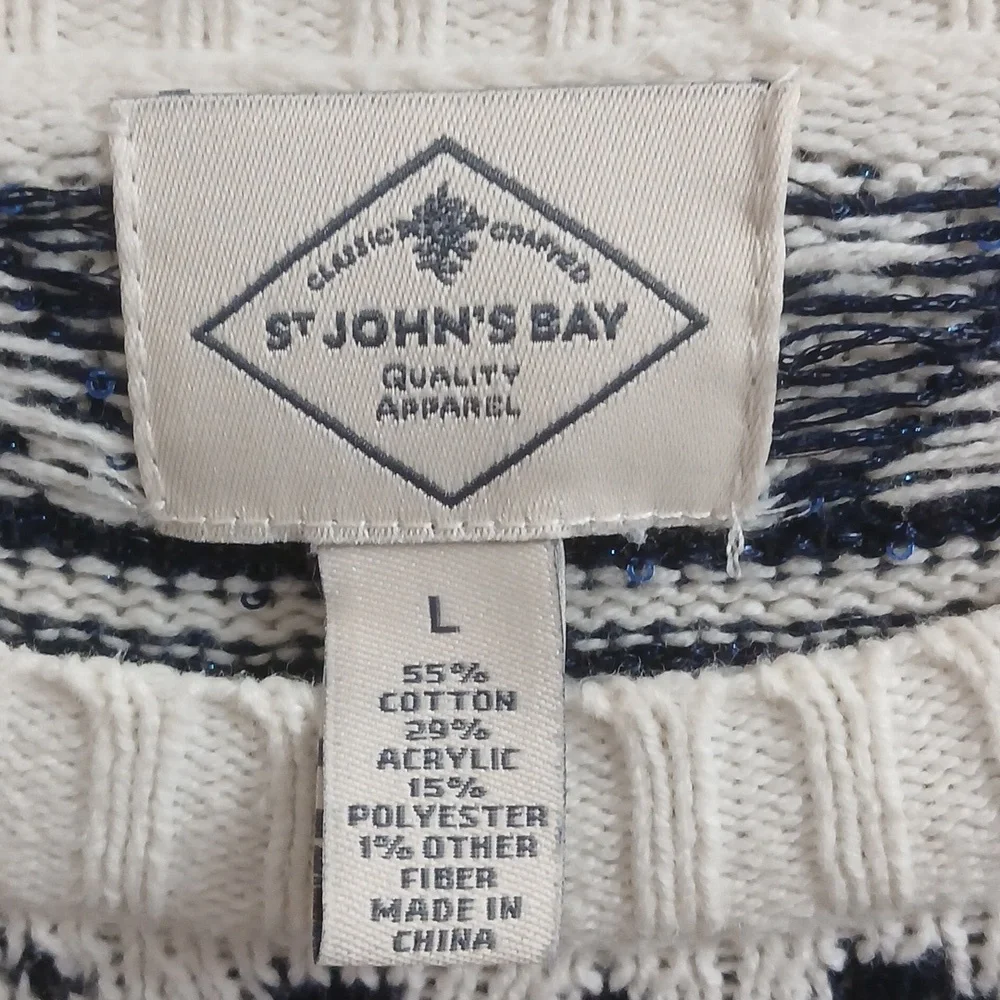 CLASSIC CRAFTED
ST JOHN'S BAY
QUALITY
APPAREL
L
55%
COTTON
29%
ACRYLIC
15%
POLYESTER
1% OTHER
FIBER
MADE IN
CHINA